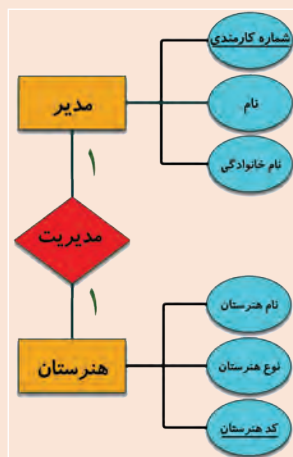 شماره کارمندی
مدیر
نام
نام خانوادگی
۱
مدیریت
۱
نام هنرستان
هنرستان
نوع هنرستان
کد هنرستان